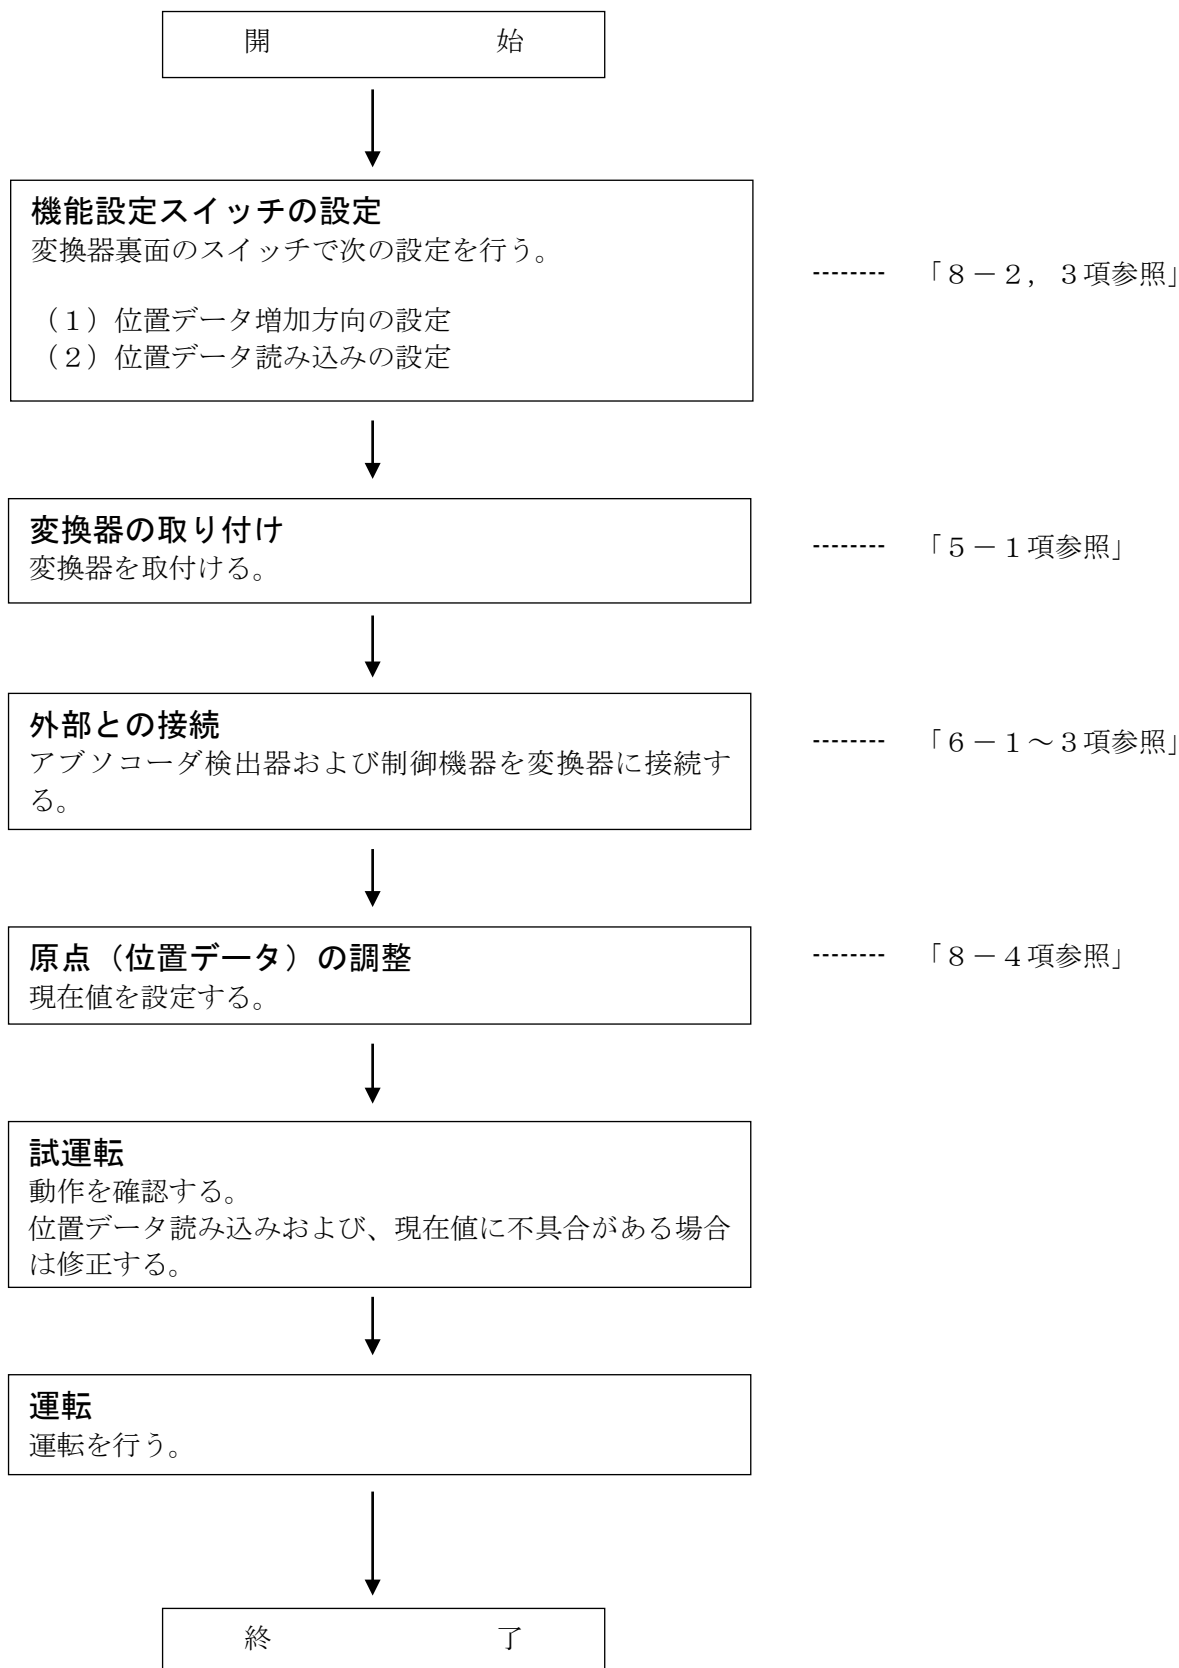 開　　　　　　　　　始
機能設定スイッチの設定
変換器裏面のスイッチで次の設定を行う。
-------- 「８－２，３項参照」
（１）位置データ増加方向の設定
（２）位置データ読み込みの設定
変換器の取り付け
変換器を取付ける。
-------- 「５－１項参照」
外部との接続
アブソコーダ検出器および制御機器を変換器に接続す
る。
-------- 「６－１～３項参照」
原点（位置データ）の調整
現在値を設定する。
-------- 「８－４項参照」
試運転
動作を確認する。
位置データ読み込みおよび、現在値に不具合がある場合
は修正する。
運転
運転を行う。
終　　　　　　　　　了